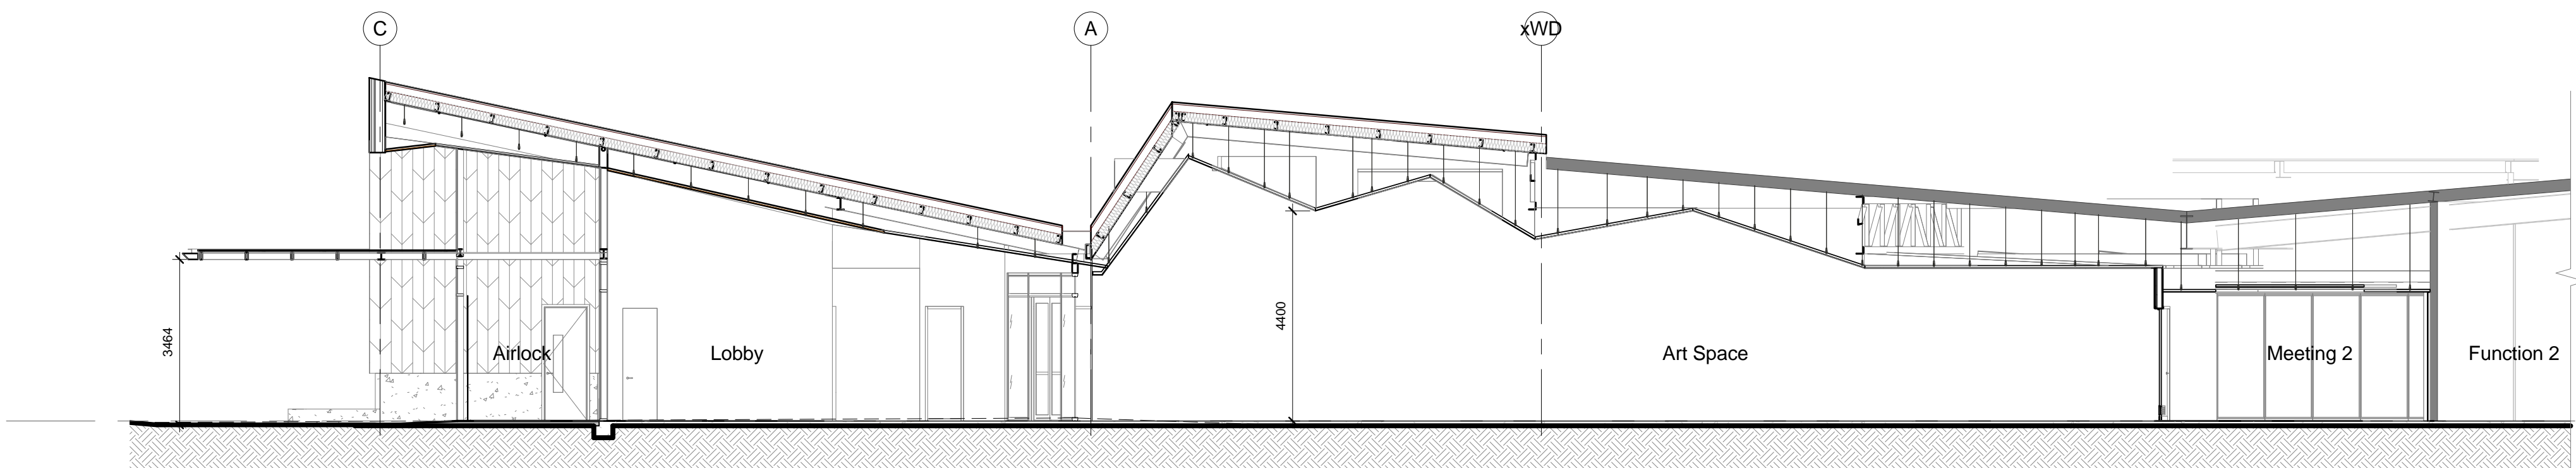 C
A
xWD
3464
4400
Airlock
Lobby
Art Space
Meeting 2
Function 2